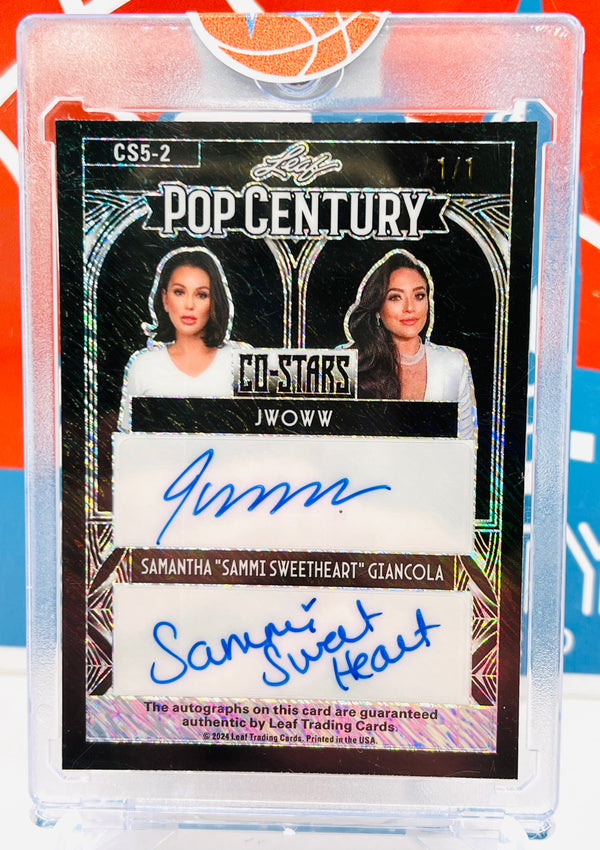 CS5-2
Leaf
1/1
POP CENTURY
CO-STARS
JWOWW
SAMANTHA "SAMMI SWEETHEART" GIANCOLA
Sammi
Sweet
Heart
The autographs on this card are guaranteed
authentic by Leaf Trading Cards.
© 2024 Leaf Trading Cards. Printed in the USA.